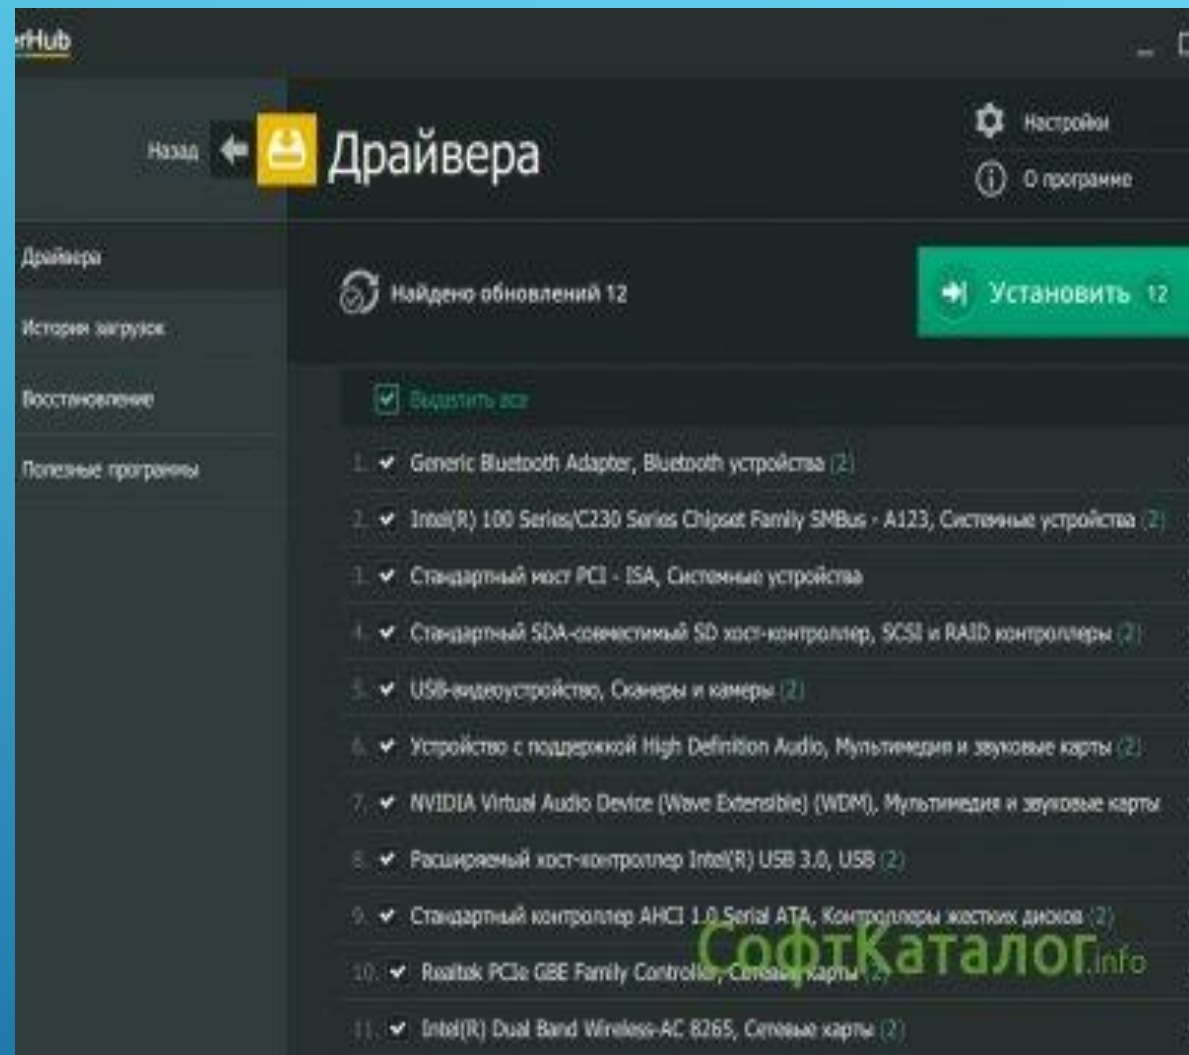 erHub
Назад
Драйвера
Настройки
О программе
Драйвера
История загрузок
Восстановление
Полезные программы
Найдено обновлений 12
Установить 12
Выделить все
1. Generic Bluetooth Adapter, Bluetooth устройства (2)
2. Intel(R) 100 Series/C230 Series Chipset Family SMBus - A123, Системные устройства (2)
3. Стандартный мост PCI - ISA, Системные устройства
4. Стандартный SDA-совместимый SD хост-контроллер, SCSI и RAID контроллеры (2)
5. USB-видеоустройство, Сканеры и камеры (2)
6. Устройство с поддержкой High Definition Audio, Мультимедия и звуковые карты (2)
7. NVIDIA Virtual Audio Device (Wave Extensible) (WDM), Мультимедия и звуковые карты
8. Расширяемый хост-контроллер Intel(R) USB 3.0, USB (2)
9. Стандартный контроллер AHCI 1.0 Serial ATA, Контроллеры жестких дисков (2)
10. Realtek PCIe GBE Family Controller, Сетевые карты (2)
11. Intel(R) Dual Band Wireless-AC 8265, Сетевые карты (2)
СофтКаталог.info